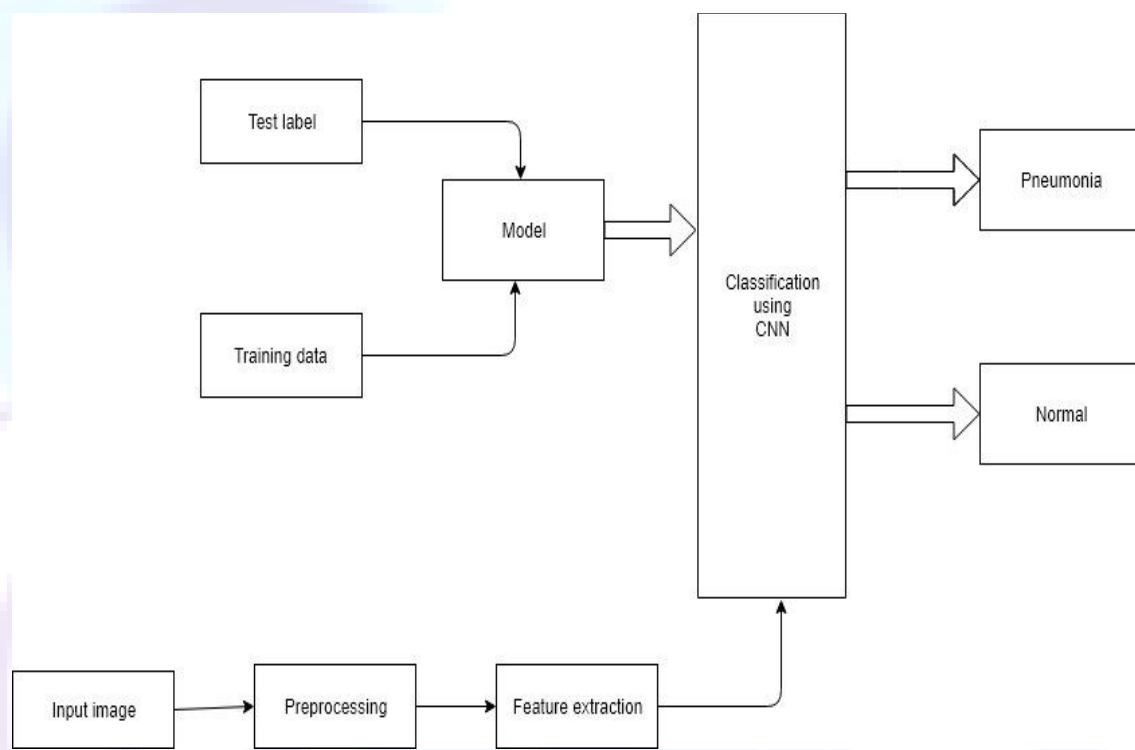 Test label
Pneumonia
Model
Classification
using
CNN
Training data
Normal
Input image
Preprocessing
Feature extraction